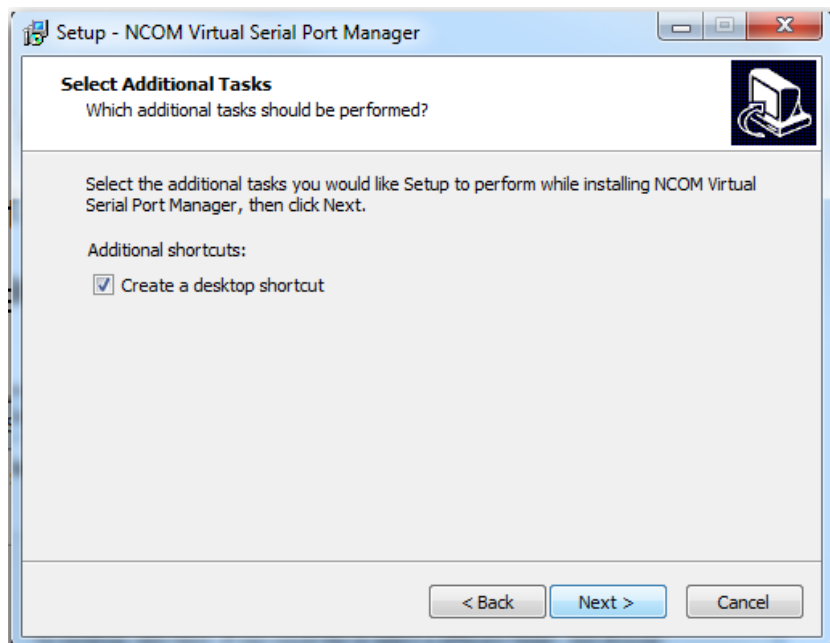 Setup - NCOM Virtual Serial Port Manager
Select Additional Tasks
Which additional tasks should be performed?
Select the additional tasks you would like Setup to perform while installing NCOM Virtual
Serial Port Manager, then click Next.
Additional shortcuts:
Create a desktop shortcut
< Back Next > Cancel